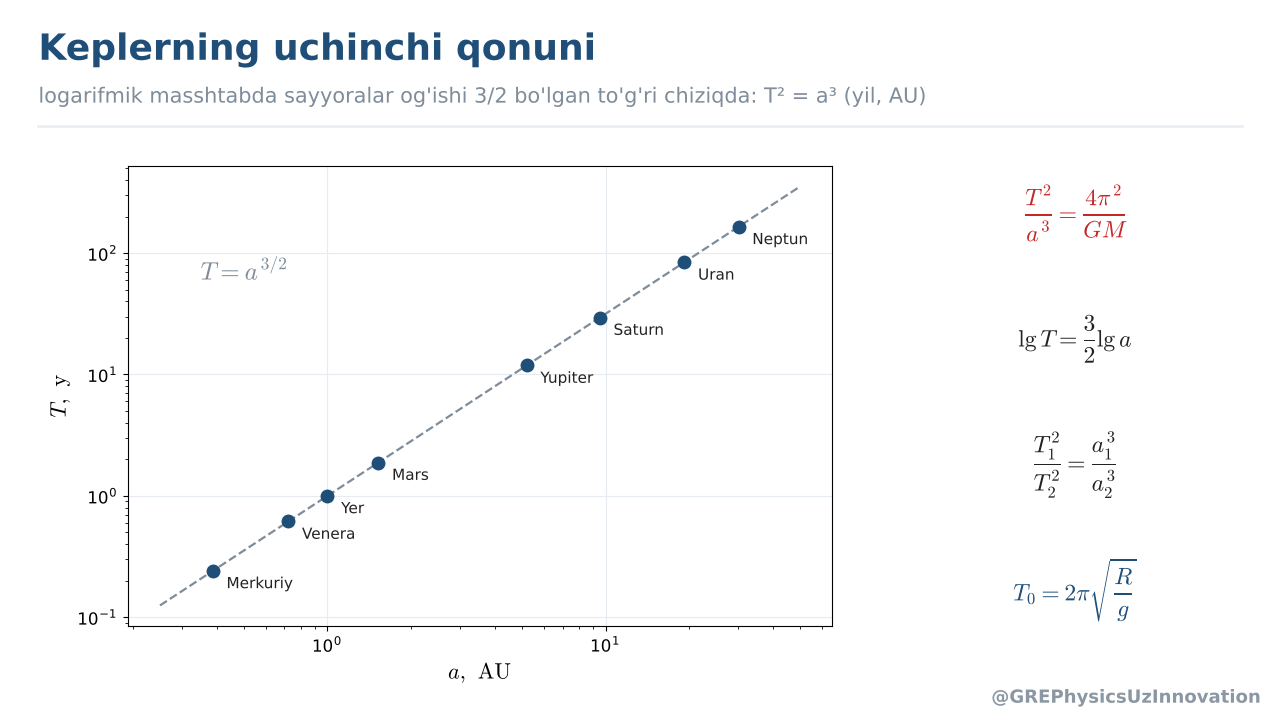 Keplerning uchinchi qonuni
logarifmik masshtabda sayyoralar og'ishi 3/2 bo'lgan to'g'ri chiziqda: T² = a³ (yil, AU)
T = a^{3/2}
10²
10¹
10⁰
10⁻¹
T, y
Neptun
Uran
Saturn
Yupiter
Mars
Yer
Venera
Merkuriy
10⁰ 10¹
a, AU
T²/a³ = 4π²/GM
lg T = 3/2 lg a
T₁²/T₂² = a₁³/a₂³
T₀ = 2π√(R/g)
@GREPhysicsUzInnovation